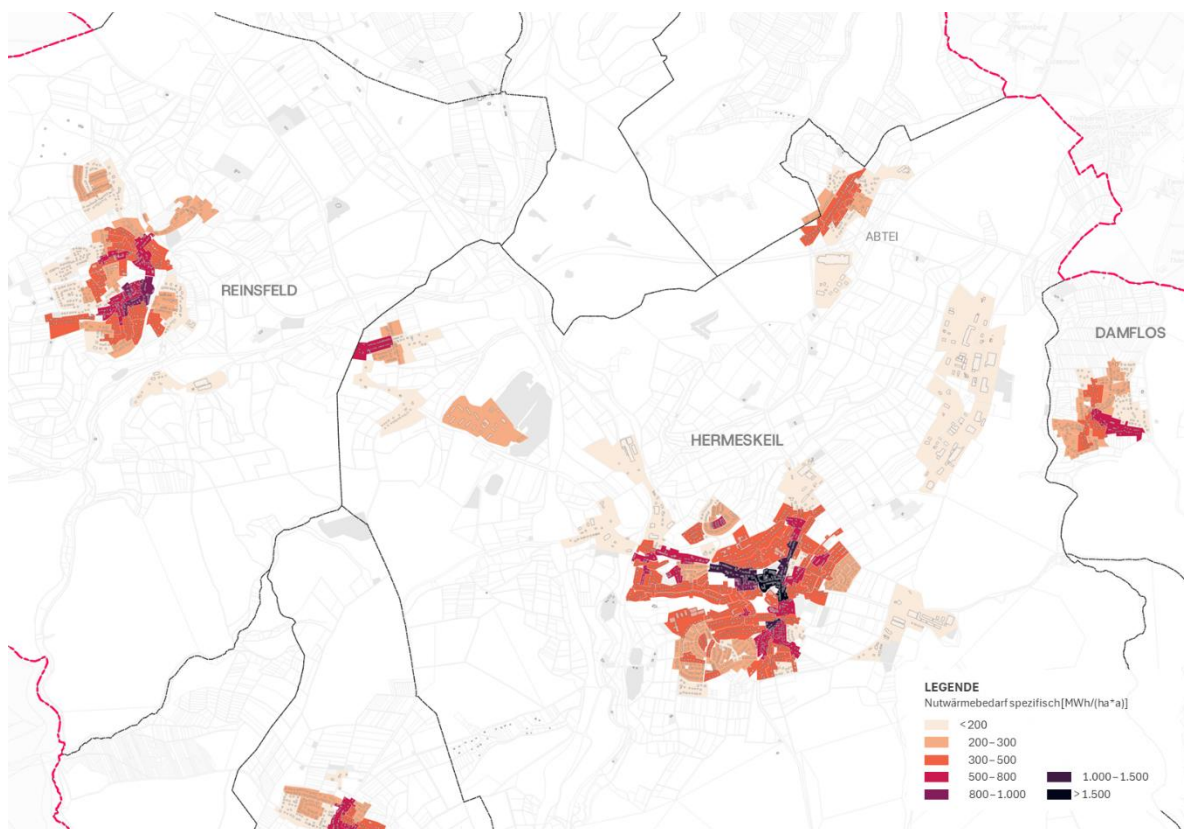 ABTEI
REINSFELD
DAMFLOS
HERMESKEIL
LEGENDE
Nutwärmebedarf spezifisch [MWh/(ha*a)]
< 200
200 – 300
300 – 500
500 – 800
1.000 – 1.500
800 – 1.000
> 1.500